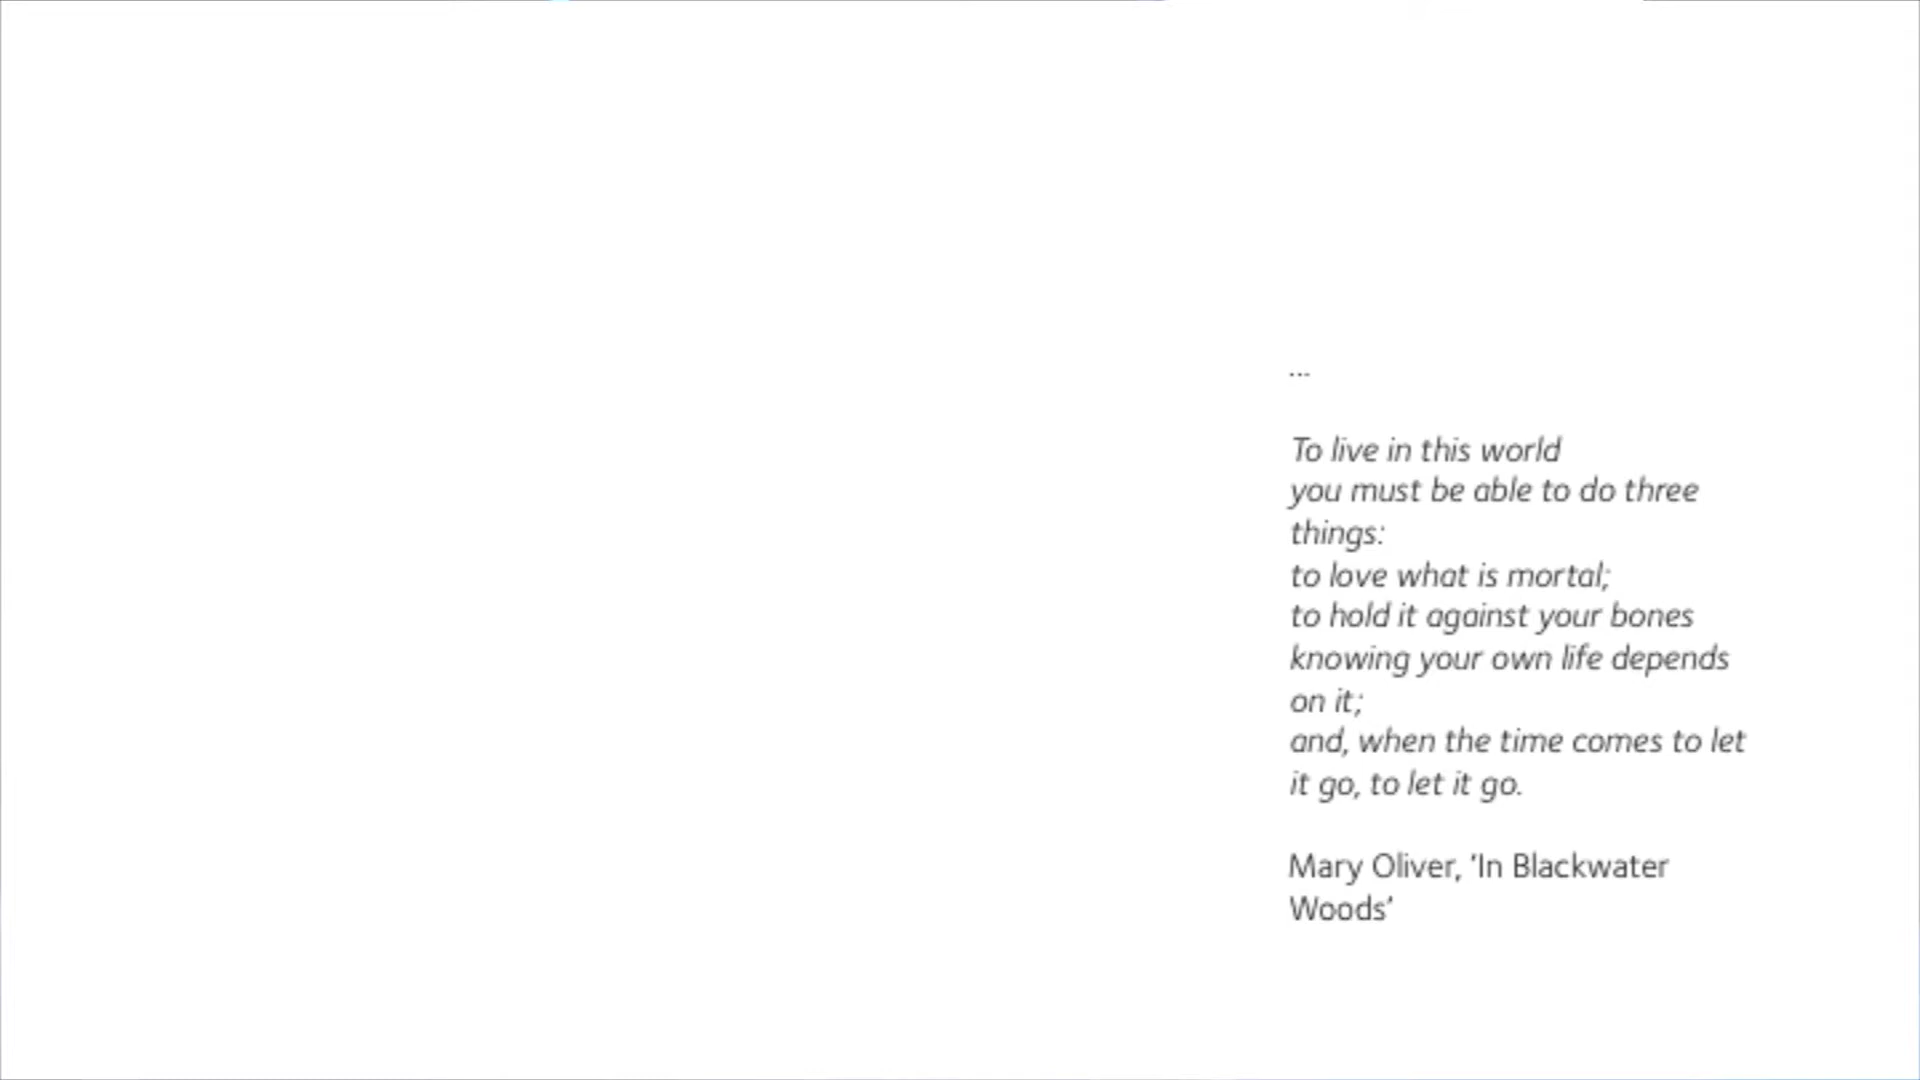 ...
To live in this world
you must be able to do three
things:
to love what is mortal;
to hold it against your bones
knowing your own life depends
on it;
and, when the time comes to let
it go, to let it go.
Mary Oliver, ‘In Blackwater
Woods’